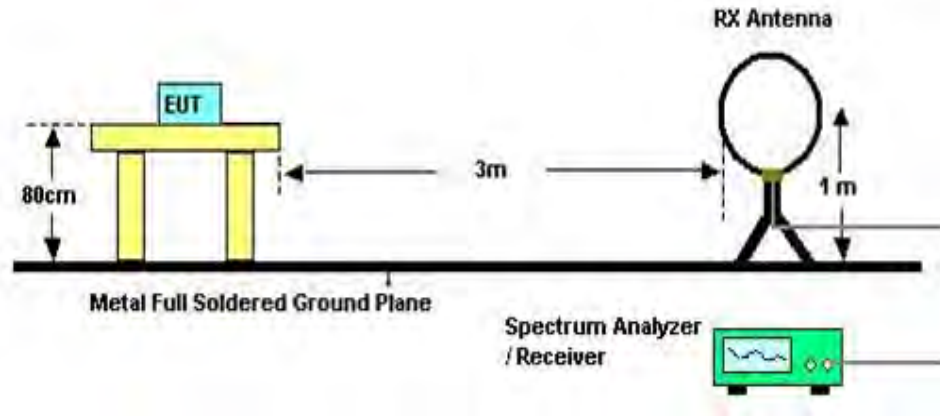 RX Antenna
EUT
80cm
3m
1 m
Metal Full Soldered Ground Plane
Spectrum Analyzer
/ Receiver